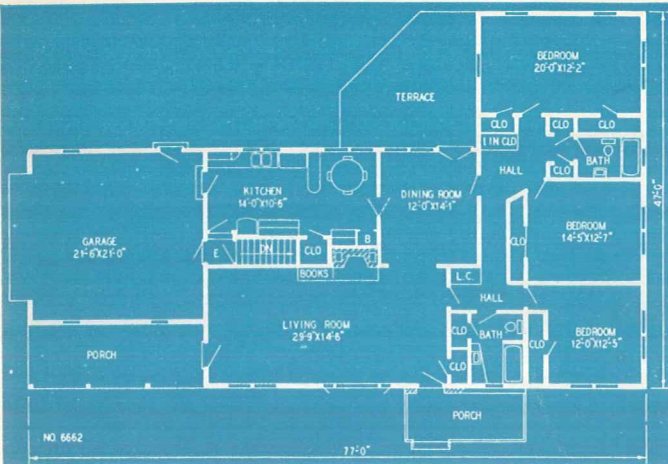 BEDROOM
20'-0"X12'-2"
TERRACE
CLO
CLO
CLO
LIN CLO
BATH
HALL
CLO
KITCHEN
14'-0"X10'-6"
DINING ROOM
12'-0"X14'-1"
47'-0"
BEDROOM
14'-5"X12'-7"
CLO
GARAGE
21'-6"X21'-0"
E
DN
CLO
B
BOOKS
L.C.
HALL
LIVING ROOM
29'-9"X14'-6"
CLO
BATH
CLO
BEDROOM
12'-0"X12'-5"
CLO
PORCH
PORCH
NO. 6662
77'-0"